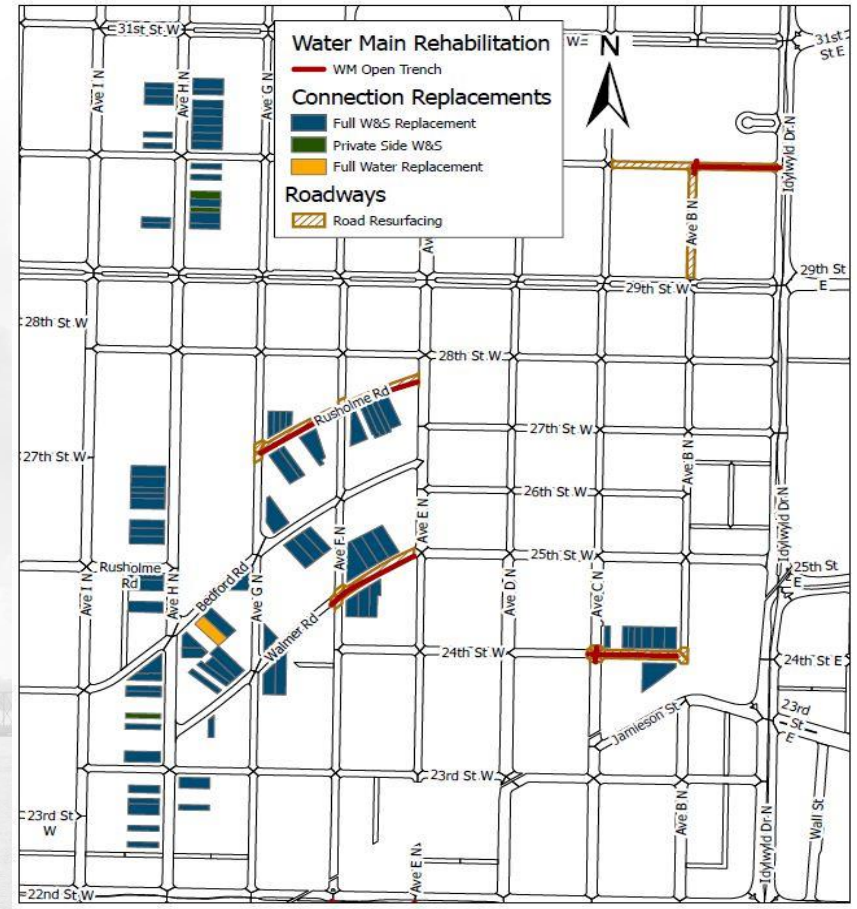 31st St W
W
N
31st
St E
Water Main Rehabilitation
WM Open Trench
Connection Replacements
Full W&S Replacement
Private Side W&S
Full Water Replacement
Roadways
Road Resurfacing
Ave I N
Ave H N
Ave G N
Idylwyld Dr N
Ave B N
29th St
E
29th St W
28th St W
28th St W
Rusholme Rd
27th St W
27th St W
Ave B N
26th St W
Idylwyld Dr N
Ave E N
Ave F N
25th St W
25th St
E
Rusholme
Rd
Ave I N
Ave H N
Bedford Rd
Ave G N
Ave D N
Ave C N
Walmer Rd
24th St W
24th St E
23rd
St
E
Jamieson St
23rd St W
23rd St
W
Ave B N
Idylwyld Dr N
Wall St
Ave E N
22nd St W